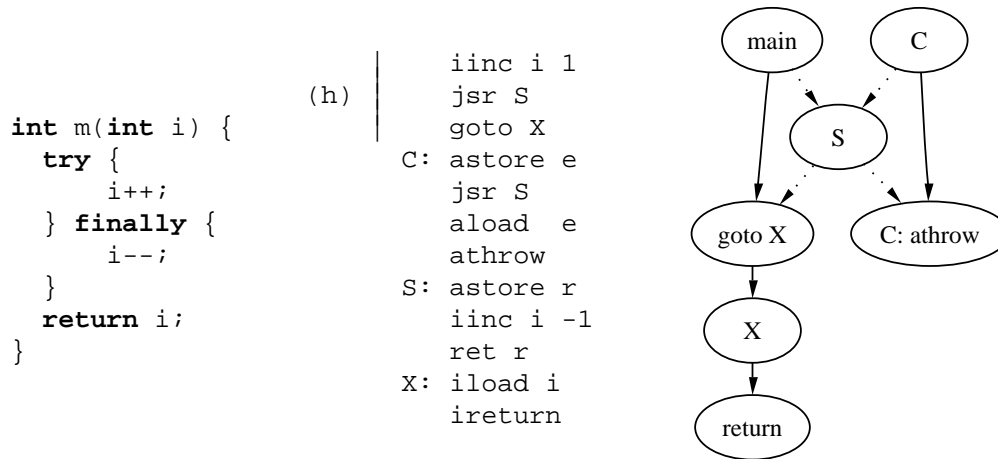 int m(int i) {
try {
i++;
} finally {
i--;
}
return i;
}
(h)
iinc i 1
jsr S
goto X
C: astore e
jsr S
aload e
athrow
S: astore r
iinc i -1
ret r
X: iload i
ireturn
main
C
S
goto X
C: athrow
X
return